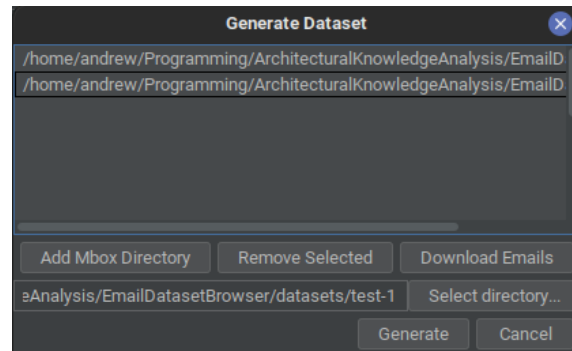 Generate Dataset
/home/andrew/Programming/ArchitecturalKnowledgeAnalysis/EmailD
/home/andrew/Programming/ArchitecturalKnowledgeAnalysis/EmailD
Add Mbox Directory Remove Selected Download Emails
eAnalysis/EmailDatasetBrowser/datasets/test-1 Select directory...
Generate Cancel